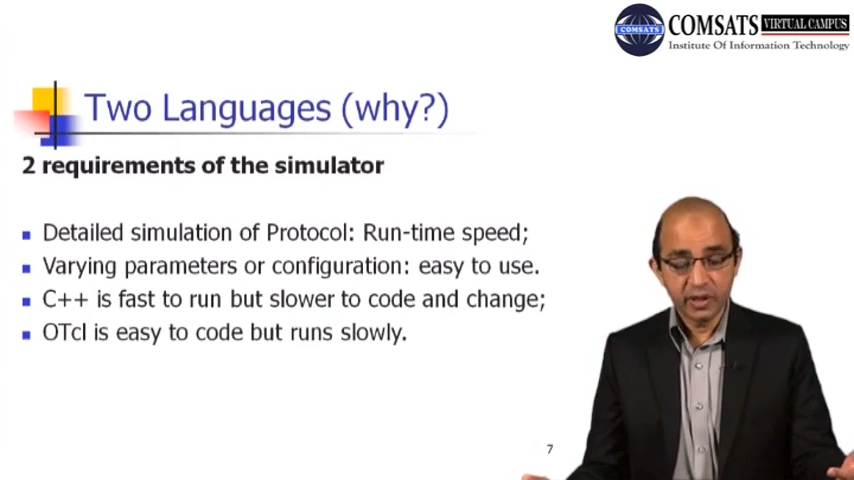 COMSATS
COMSATS VIRTUAL CAMPUS
Institute Of Information Technology
Two Languages (why?)
2 requirements of the simulator
Detailed simulation of Protocol: Run-time speed;
Varying parameters or configuration: easy to use.
C++ is fast to run but slower to code and change;
OTcl is easy to code but runs slowly.
7